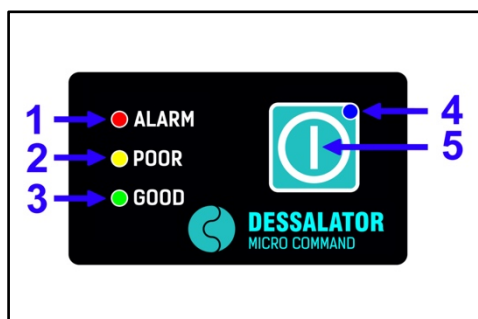 1 ALARM 4
2 POOR 5
3 GOOD
DESSALATOR
MICRO COMMAND